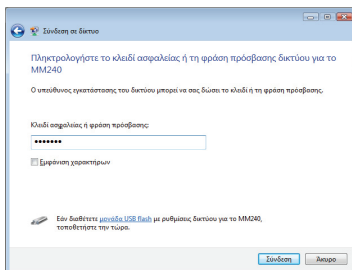 Σύνδεση σε δίκτυο
Πληκτρολογήστε το κλειδί ασφαλείας ή τη φράση πρόσβασης δικτύου για το
MM240
Ο υπεύθυνος εγκατάστασης του δικτύου μπορεί να σας δώσει το κλειδί ή τη φράση πρόσβασης.
Κλειδί ασφαλείας ή φράση πρόσβασης:
•••••••
Εμφάνιση χαρακτήρων
Εάν διαθέτετε μονάδα USB flash με ρυθμίσεις δικτύου για το MM240,
τοποθετήστε την τώρα.
Σύνδεση Άκυρο